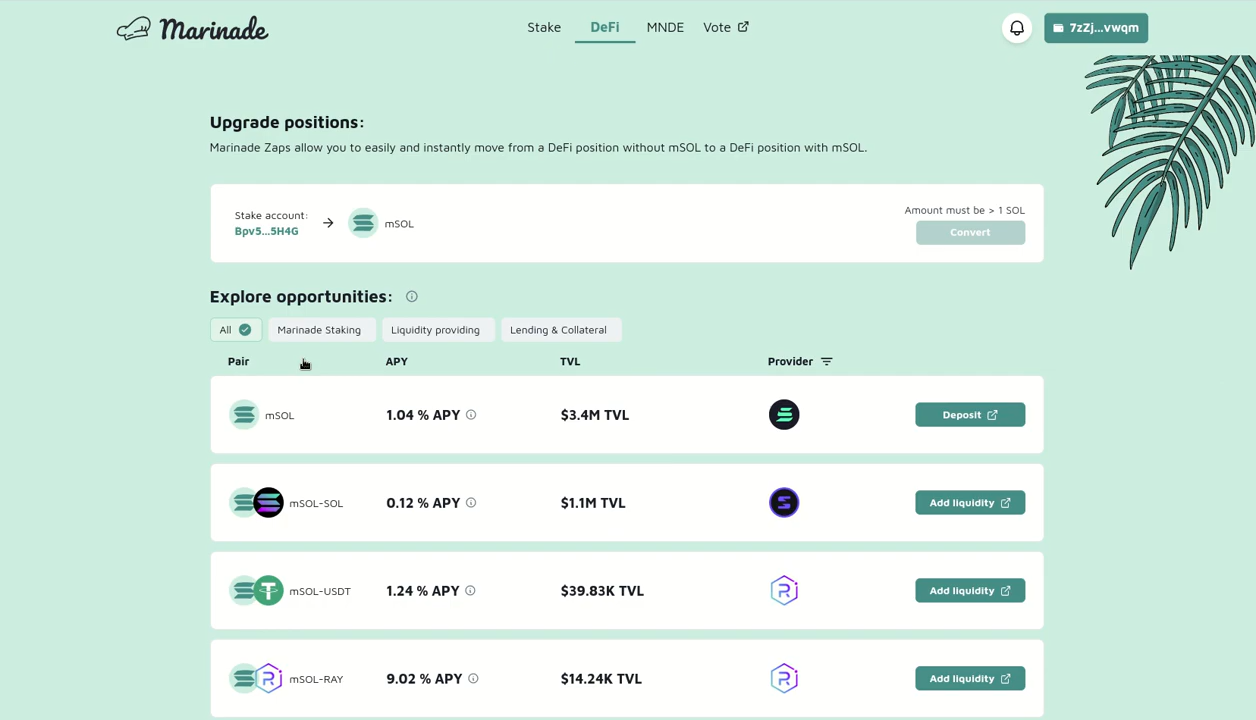 Marinade
Stake DeFi MNDE Vote
7zZj...vwqm
Upgrade positions:
Marinade Zaps allow you to easily and instantly move from a DeFi position without mSOL to a DeFi position with mSOL.
Stake account:
Bpv5...5H4G
mSOL
Amount must be > 1 SOL
Convert
Explore opportunities:
All Marinade Staking Liquidity providing Lending & Collateral
Pair APY TVL Provider
mSOL 1.04 % APY $3.4M TVL Deposit
mSOL-SOL 0.12 % APY $1.1M TVL Add liquidity
mSOL-USDT 1.24 % APY $39.83K TVL Add liquidity
mSOL-RAY 9.02 % APY $14.24K TVL Add liquidity